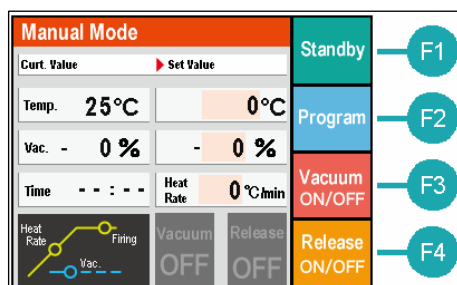 Manual Mode
Curt. Value
Set Value
Temp. 25°C
0°C
Vac. - 0 %
- 0 %
Time - - : - -
Heat Rate 0 °C/min
Heat Rate
Firing
Vac.
Vacuum
OFF
Release
OFF
Standby
F1
Program
F2
Vacuum
ON/OFF
F3
Release
ON/OFF
F4